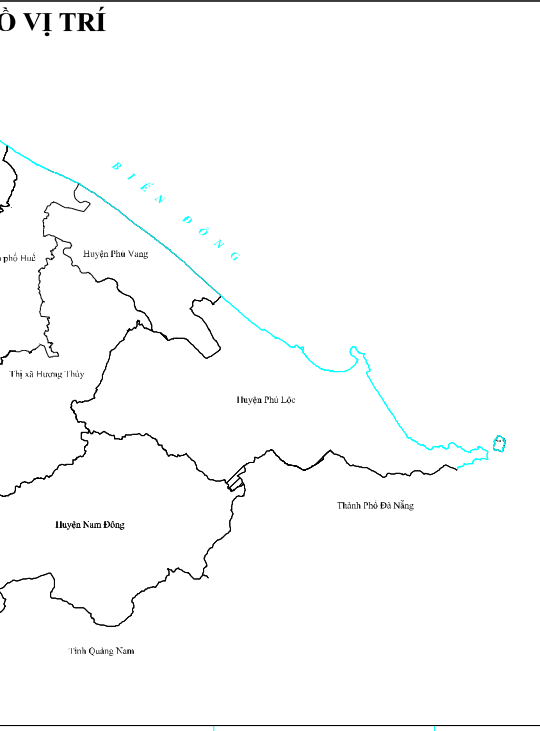 Ồ VỊ TRÍ
BIỂN ĐÔNG
phố Huế
Huyện Phú Vang
Thị xã Hương Thủy
Huyện Phú Lộc
Thành Phố Đà Nẵng
Huyện Nam Đông
Tỉnh Quảng Nam